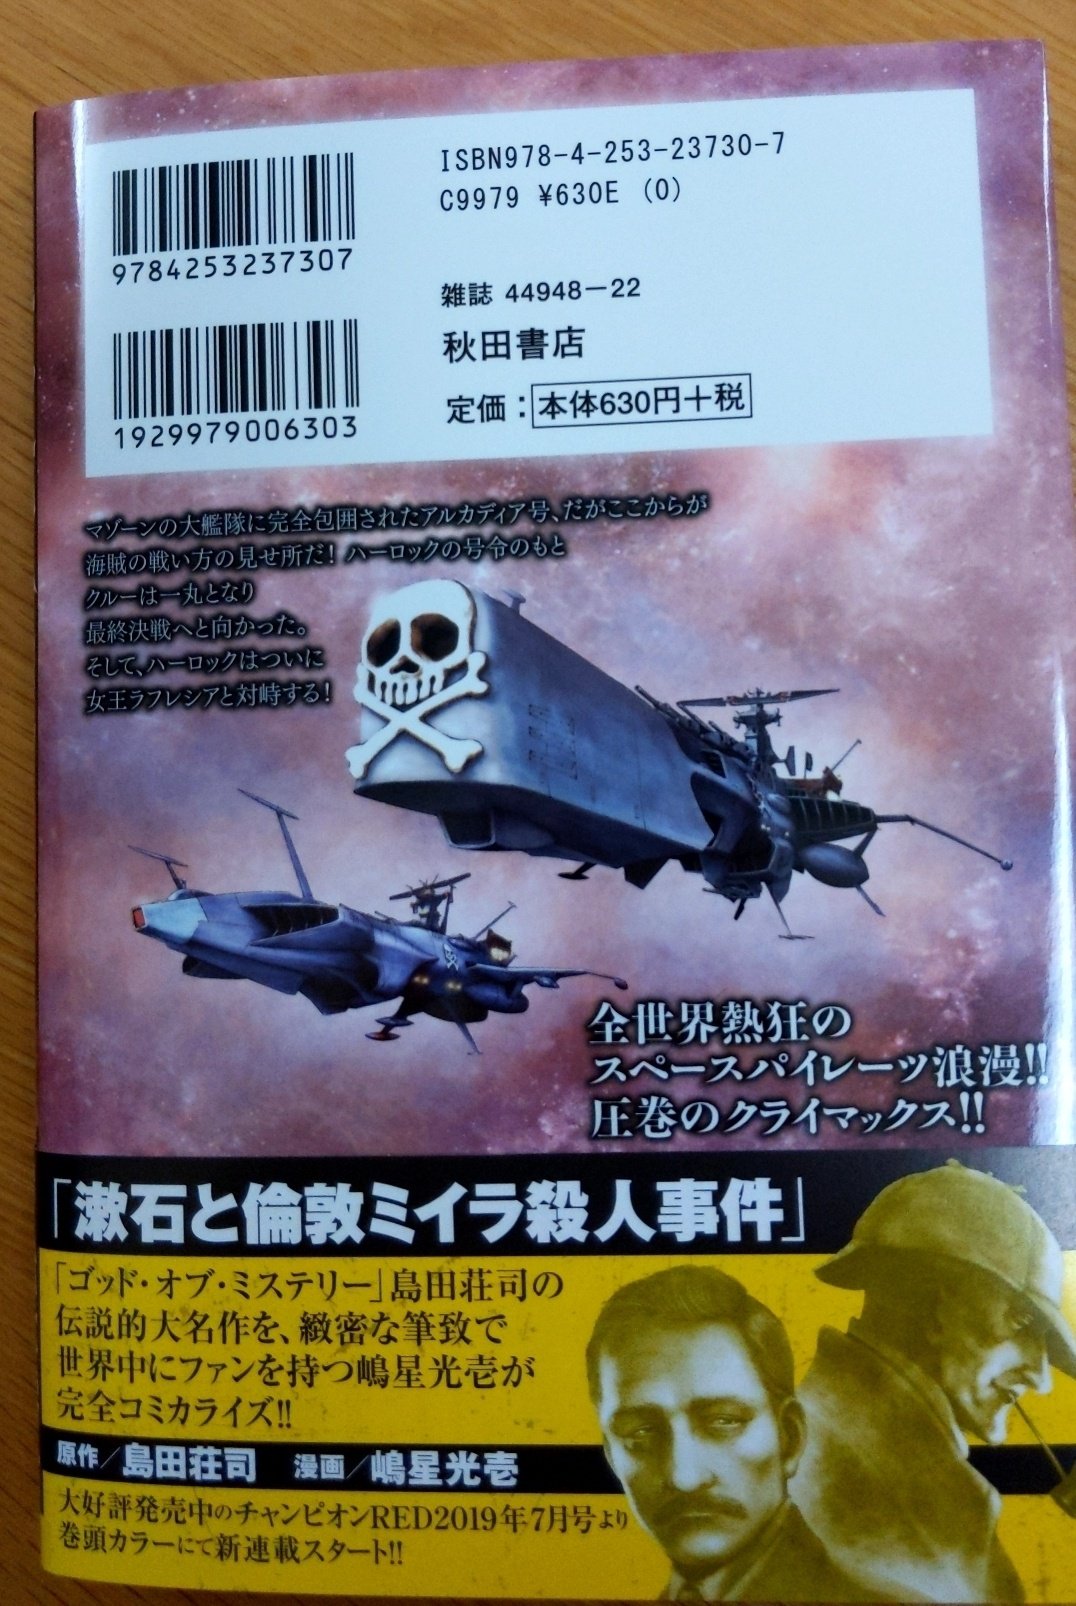 ISBN978-4-253-23730-7
C9979 ¥630E (0)
9784253237307
雑誌 44948-22
秋田書店
定価：本体630円＋税
1929979006303
マゾーンの大艦隊に完全包囲されたアルカディア号、だがここからが
海賊の戦い方の見せ所だ！ ハーロックの号令のもと
クルーは一丸となり
最終決戦へと向かった。
そして、ハーロックはついに
女王ラフレシアと対峙する！
全世界熱狂の
スペースパイレーツ浪漫!!
圧巻のクライマックス!!
「漱石と倫敦ミイラ殺人事件」
「ゴッド・オブ・ミステリー」島田荘司の
伝説的大名作を、緻密な筆致で
世界中にファンを持つ嶋星光壱が
完全コミカライズ!!
原作／島田荘司 漫画／嶋星光壱
大好評発売中のチャンピオンRED2019年7月号より
巻頭カラーにて新連載スタート!!